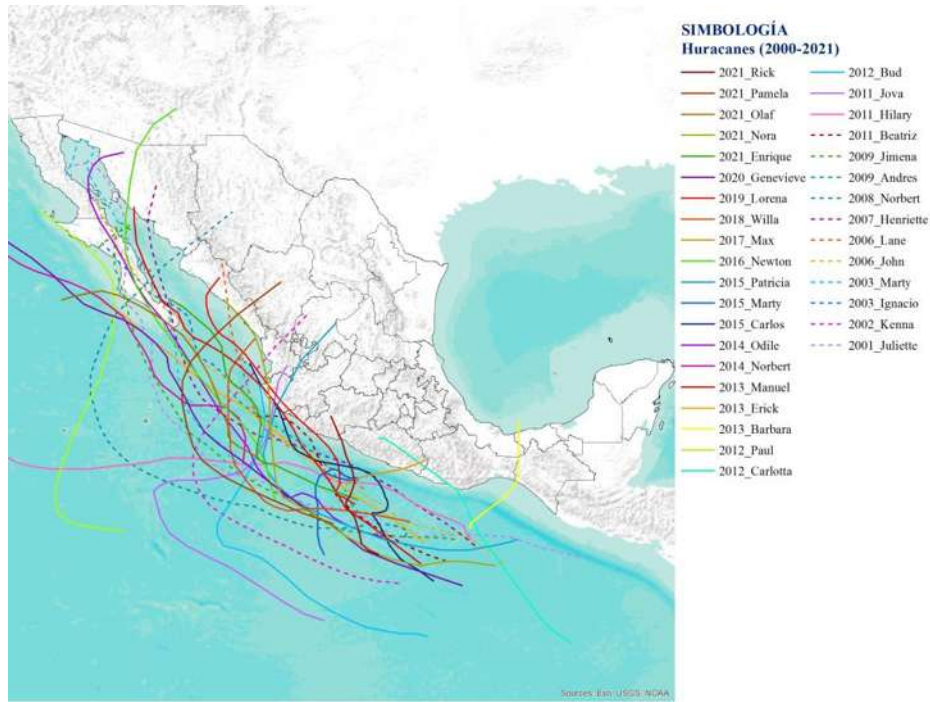 SIMBOLOGÍA
Huracanes (2000-2021)
2021_Rick
2021_Pamela
2021_Olaf
2021_Nora
2021_Enrique
2020_Genevieve
2019_Lorena
2018_Willa
2017_Max
2016_Newton
2015_Patricia
2015_Marty
2015_Carlos
2014_Odile
2014_Norbert
2013_Manuel
2013_Erick
2013_Barbara
2012_Paul
2012_Carlotta
2012_Bud
2011_Jova
2011_Hilary
2011_Beatriz
2009_Jimena
2009_Andres
2008_Norbert
2007_Henriette
2006_Lane
2006_John
2003_Marty
2003_Ignacio
2002_Kenna
2001_Juliette
Sources: Esri, USGS, NOAA